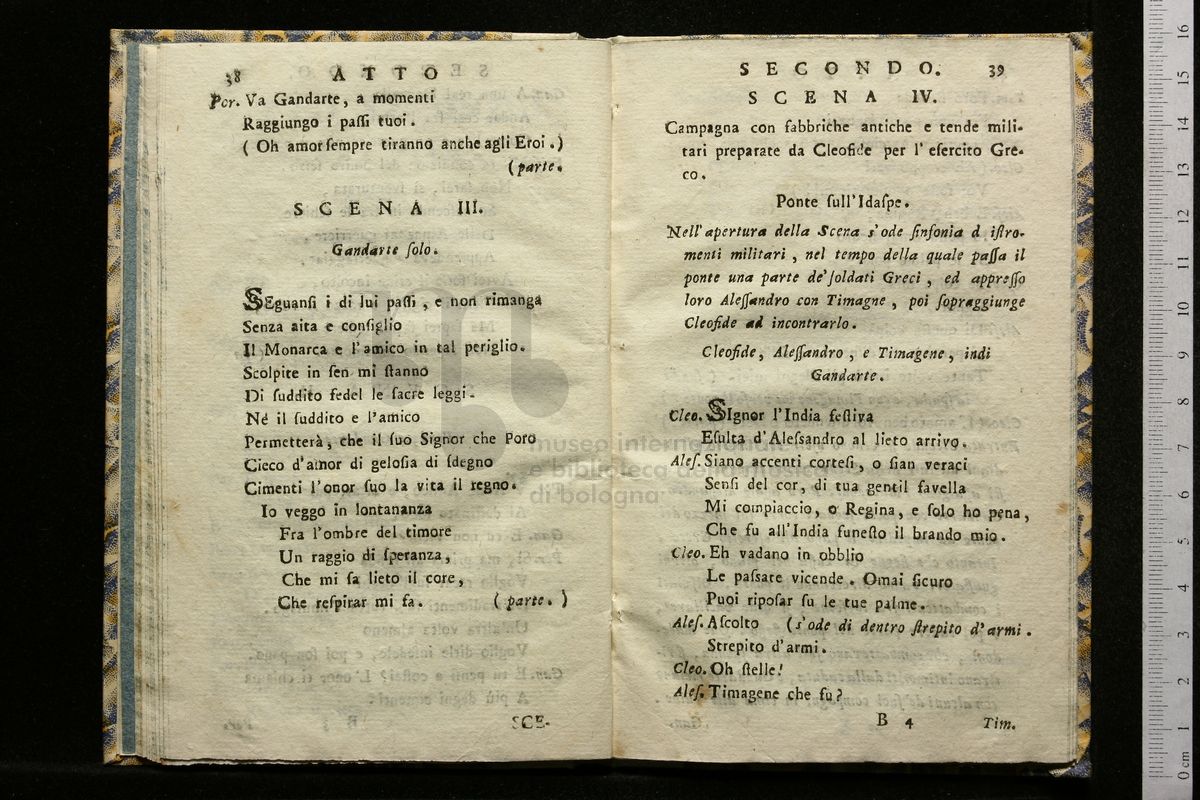 38 ATTO
Por. Va Gandarte, a momenti
Raggiungo i paſſi tuoi.
( Oh amor ſempre tiranno anche agli Eroi.)
(parte.
SCENA III.
Gandarte ſolo.
SEguanſi i di lui paſſi, e non rimanga
Senza aita e conſiglio
Il Monarca e l'amico in tal periglio.
Scolpite in ſen mi ſtanno
Di ſuddito fedel le ſacre leggi.
Né il ſuddito e l'amico
Permetterà, che il ſuo Signor che Poro
Cieco d'amor di geloſia di ſdegno
Cimenti l'onor ſuo la vita il regno.
Io veggo in lontananza
Fra l'ombre del timore
Un raggio di ſperanza,
Che mi fa lieto il core,
Che reſpirar mi fa. ( parte. )
SCE-
SECONDO. 39
SCENA IV.
Campagna con fabbriche antiche e tende mili-
tari preparate da Cleofide per l'eſercito Gre-
co.
Ponte ſull'Idaſpe.
Nell'apertura della Scena s'ode ſinfonia d iſtro-
menti militari, nel tempo della quale paſſa il
ponte una parte de'ſoldati Greci, ed appreſſo
loro Aleſſandro con Timagne, poi ſopraggiunge
Cleofide ad incontrarlo.
Cleofide, Aleſſandro, e Timagene, indi
Gandarte.
Cleo. SIgnor l'India feſtiva
Eſulta d'Aleſsandro al lieto arrivo.
Aleſ. Siano accenti corteſi, o ſian veraci
Senſi del cor, di tua gentil favella
Mi compiaccio, o Regina, e ſolo ho pena,
Che fu all'India funeſto il brando mio.
Cleo. Eh vadano in obblio
Le paſsate vicende. Omai ſicuro
Puoi ripoſar ſu le tue palme.
Aleſ. Aſcolto (s'ode di dentro ſtrepito d'armi.
Strepito d'armi.
Cleo. Oh ſtelle!
Aleſ. Timagene che fu?
B 4 Tim.
museo internazionale
e biblioteca della musica
di bologna